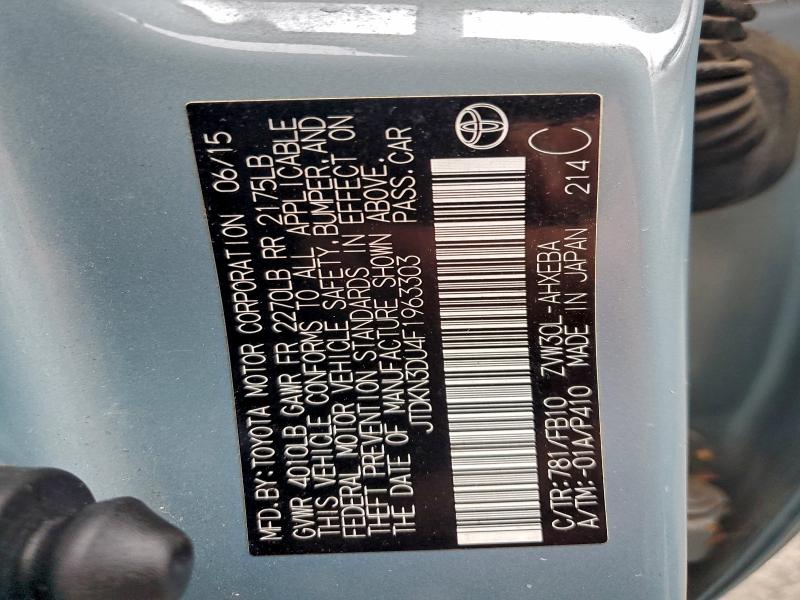 MFD.BY:TOYOTA MOTOR CORPORATION 06/15
GVWR 4010LB GAWR FR 2270LB RR 2175LB
THIS VEHICLE CONFORMS TO ALL APPLICABLE
FEDERAL MOTOR VEHICLE SAFETY,BUMPER,AND
THEFT PREVENTION STANDARDS IN EFFECT ON
THE DATE OF MANUFACTURE SHOWN ABOVE.
JTDKN3DU4F1963303 PASS.CAR
C/TR:781/FB10 ZVW30L-AHXEBA
A/TM:-01A/P410 MADE IN JAPAN 214 C